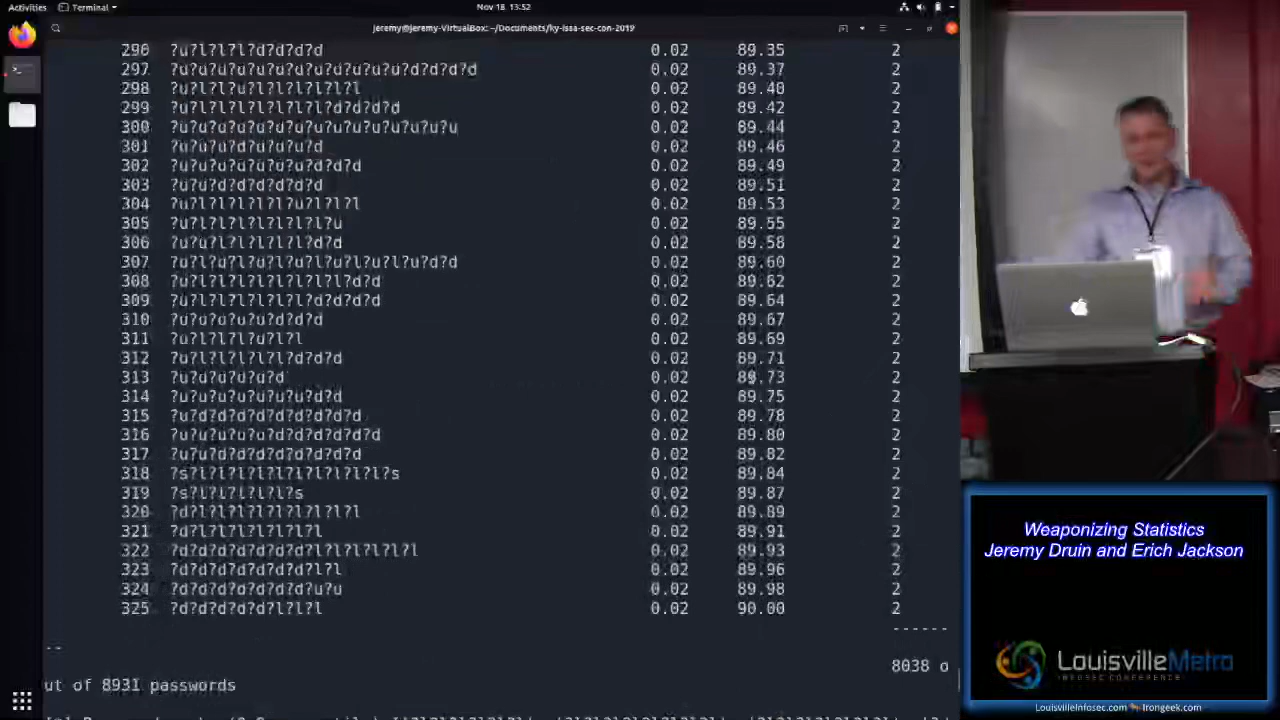 Activities Terminal Nov 18 13:52
jeremy@jeremy-VirtualBox: ~/Documents/ky-issa-sec-con-2019
296 ?u?l?l?l?d?d?d?d 0.02 89.35 2
297 ?u?u?u?u?u?u?d?u?u?u?u?u?d?d?d?d 0.02 89.37 2
298 ?u?l?l?u?l?l?l?l?l?l 0.02 89.40 2
299 ?u?l?l?l?l?l?l?l?d?d?d?d 0.02 89.42 2
300 ?u?u?u?u?u?u?u?u?u?u?u?u?u?u?u 0.02 89.44 2
301 ?u?u?u?d?u?d?u?d 0.02 89.46 2
302 ?u?u?u?u?u?u?u?d?d?d 0.02 89.49 2
303 ?u?u?d?d?d?d?d?d 0.02 89.51 2
304 ?u?l?l?l?l?l?u?l?l?l 0.02 89.53 2
305 ?u?l?l?l?l?l?l?l?u 0.02 89.55 2
306 ?u?u?l?l?l?l?l?d?d 0.02 89.58 2
307 0.02 89.60 2
308 ?u?l?l?l?l?l?l?l?l?d?d 0.02 89.62 2
309 ?u?l?l?l?l?l?l?d?d?d?d 0.02 89.64 2
310 ?u?u?u?u?u?d?d?d 0.02 89.67 2
311 ?u?l?l?l?u?l?l 0.02 89.69 2
312 ?u?l?l?l?l?l?d?d?d 0.02 89.71 2
313 ?u?u?u?u?u?d 0.02 89.73 2
314 ?u?u?u?u?u?u?u?d?d 0.02 89.75 2
315 ?u?d?d?d?d?d?d?d?d?d 0.02 89.78 2
316 ?u?u?u?u?u?d?d?d?d?d?d 0.02 89.80 2
317 ?u?u?d?d?d?d?d?d?d?d 0.02 89.82 2
318 ?s?l?l?l?l?l?l?l?l?l?l?s 0.02 89.84 2
319 ?s?l?l?l?l?l?s 0.02 89.87 2
320 ?d?l?l?l?l?l?l?l?l?l 0.02 89.89 2
321 ?d?l?l?l?l?l?l?l 0.02 89.91 2
322 ?d?d?d?d?d?d?d?d?l?l?l?l?l 0.02 89.93 2
323 ?d?d?d?d?d?d?d?l?l 0.02 89.96 2
324 ?d?d?d?d?d?d?d?u?u 0.02 89.98 2
325 ?d?d?d?d?d?l?l?l 0.02 90.00 2
------
--
8038 o
ut of 8931 passwords
Weaponizing Statistics
Jeremy Druin and Erich Jackson
LouisvilleMetro
INFOSEC CONFERENCE
LouisvilleInfosec.com Irongeek.com